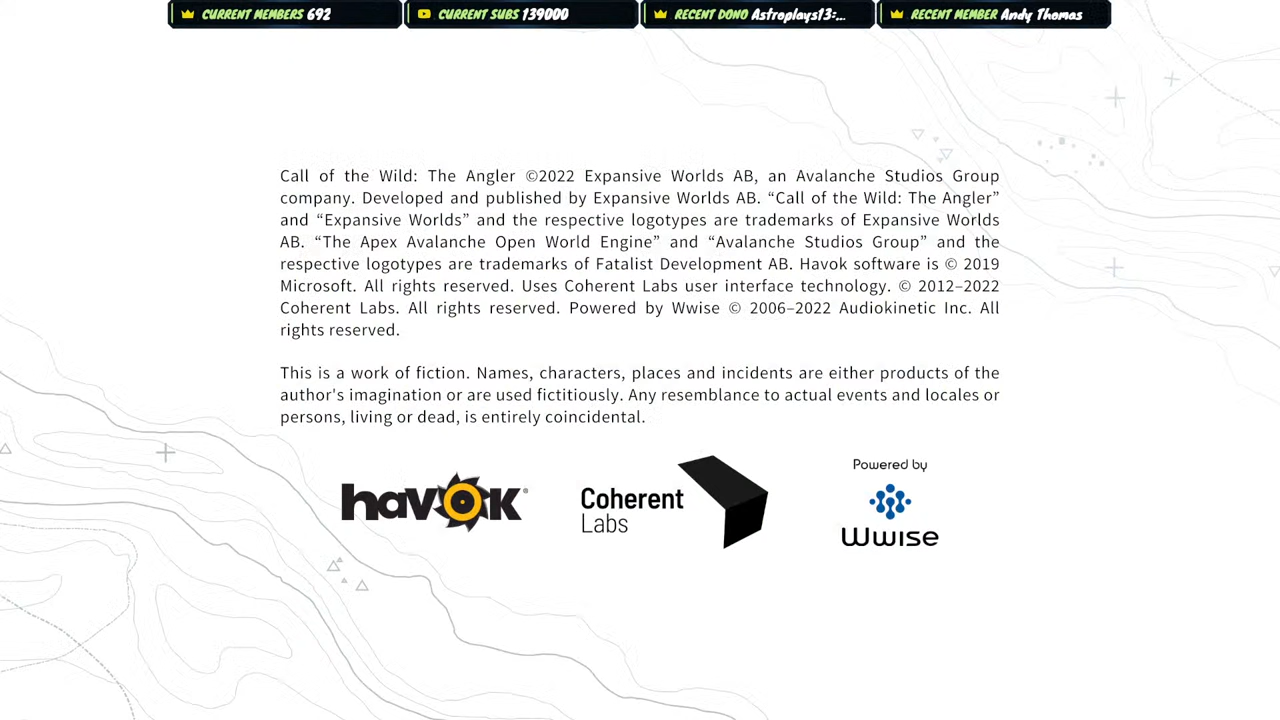 CURRENT MEMBERS 692
CURRENT SUBS 139000
RECENT DONO Astroplays13:...
RECENT MEMBER Andy Thomas
Call of the Wild: The Angler ©2022 Expansive Worlds AB, an Avalanche Studios Group
company. Developed and published by Expansive Worlds AB. “Call of the Wild: The Angler”
and “Expansive Worlds” and the respective logotypes are trademarks of Expansive Worlds
AB. “The Apex Avalanche Open World Engine” and “Avalanche Studios Group” and the
respective logotypes are trademarks of Fatalist Development AB. Havok software is © 2019
Microsoft. All rights reserved. Uses Coherent Labs user interface technology. © 2012–2022
Coherent Labs. All rights reserved. Powered by Wwise © 2006–2022 Audiokinetic Inc. All
rights reserved.
This is a work of fiction. Names, characters, places and incidents are either products of the
author's imagination or are used fictitiously. Any resemblance to actual events and locales or
persons, living or dead, is entirely coincidental.
havok®
Coherent
Labs
Powered by
Wwise